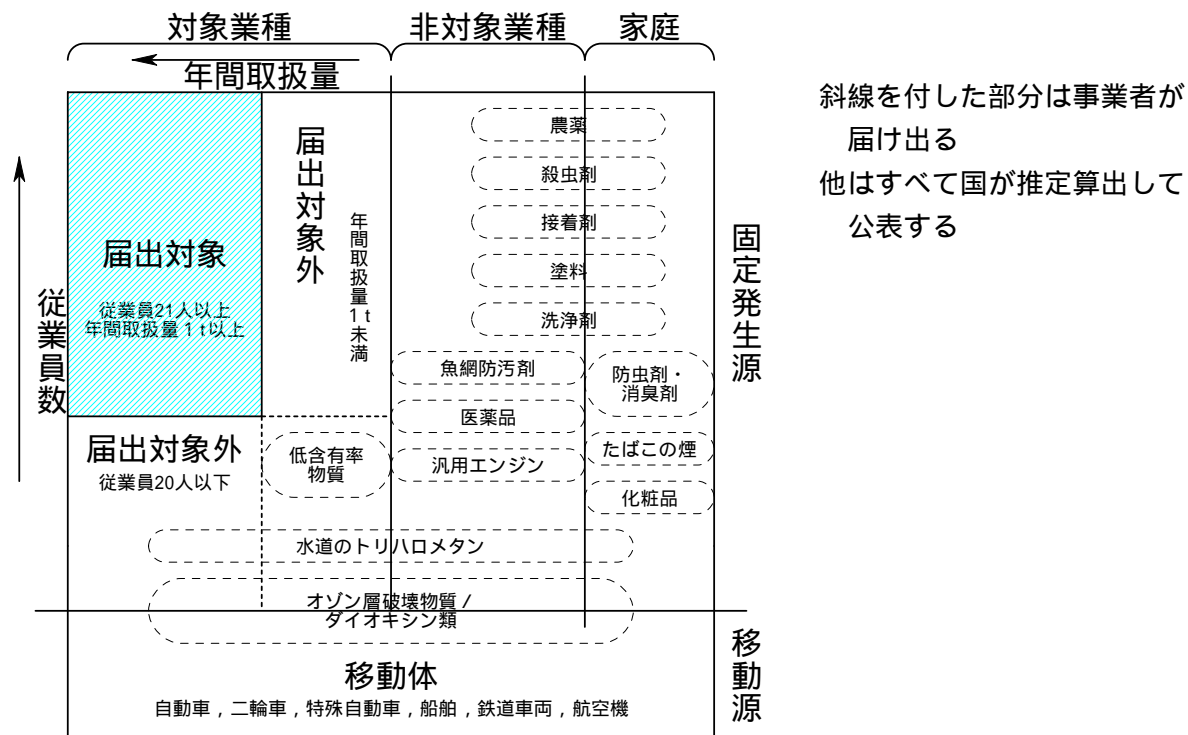 対象業種
非対象業種
家庭
年間取扱量
斜線を付した部分は事業者が
届け出る
他はすべて国が推定算出して
公表する
従業員数
届出対象
従業員21人以上
年間取扱量１t以上
届出対象外
年間取扱量１t未満
農薬
殺虫剤
接着剤
塗料
洗浄剤
魚網防汚剤
医薬品
汎用エンジン
防虫剤・
消臭剤
たばこの煙
化粧品
固定発生源
届出対象外
従業員20人以下
低含有率
物質
水道のトリハロメタン
オゾン層破壊物質 /
ダイオキシン類
移動体
自動車，二輪車，特殊自動車，船舶，鉄道車両，航空機
移動源